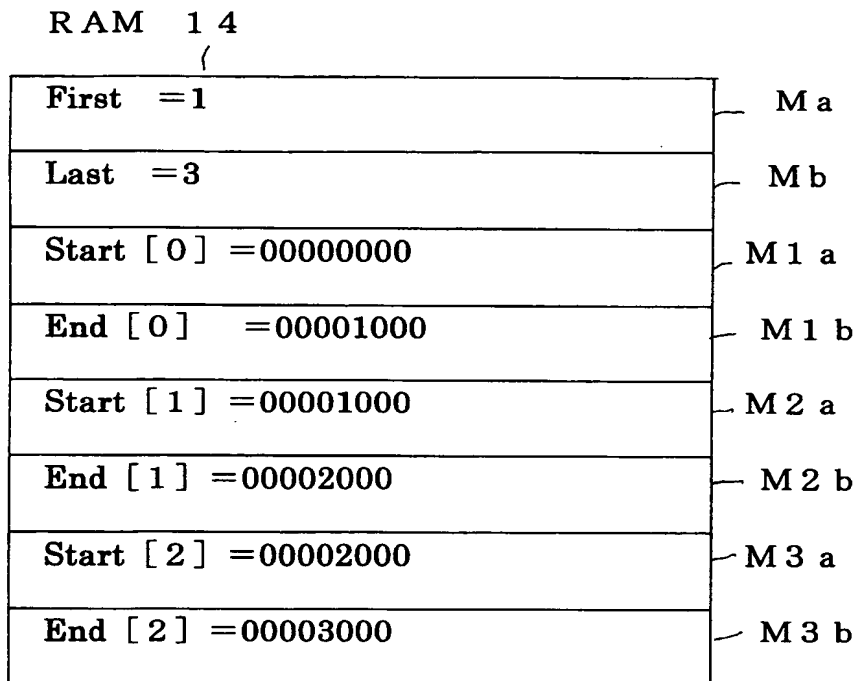 RAM 14
First =1 Ma
Last =3 Mb
Start [0] =00000000 M1a
End [0] =00001000 M1b
Start [1] =00001000 M2a
End [1] =00002000 M2b
Start [2] =00002000 M3a
End [2] =00003000 M3b